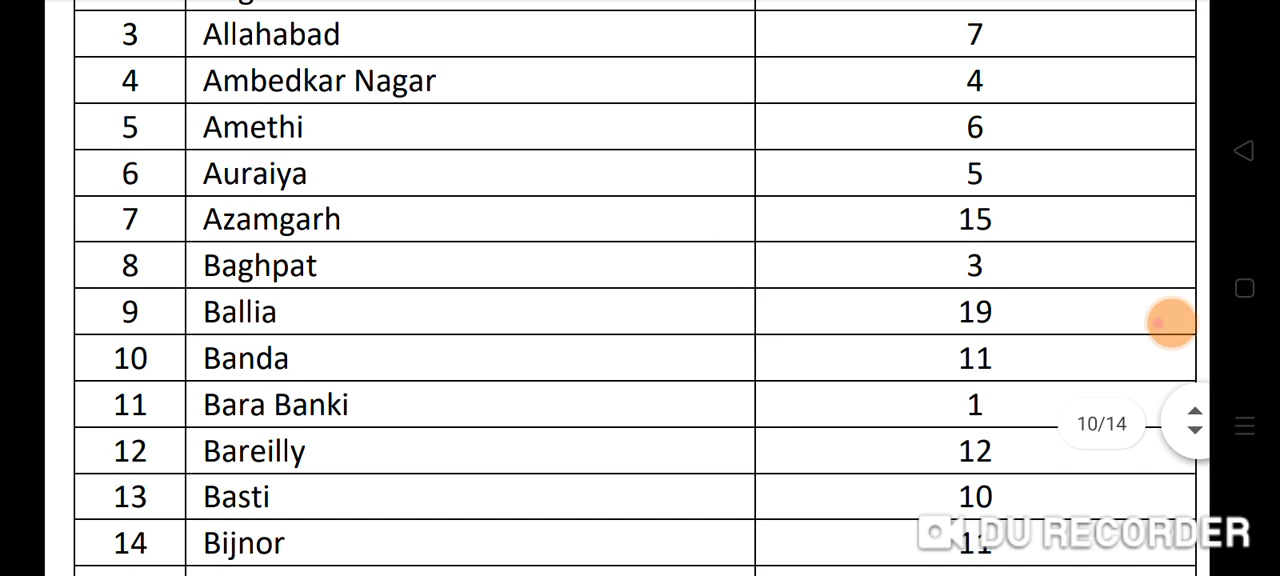 3 Allahabad 7
4 Ambedkar Nagar 4
5 Amethi 6
6 Auraiya 5
7 Azamgarh 15
8 Baghpat 3
9 Ballia 19
10 Banda 11
11 Bara Banki 1
10/14
12 Bareilly 12
13 Basti 10
14 Bijnor 11
DU RECORDER